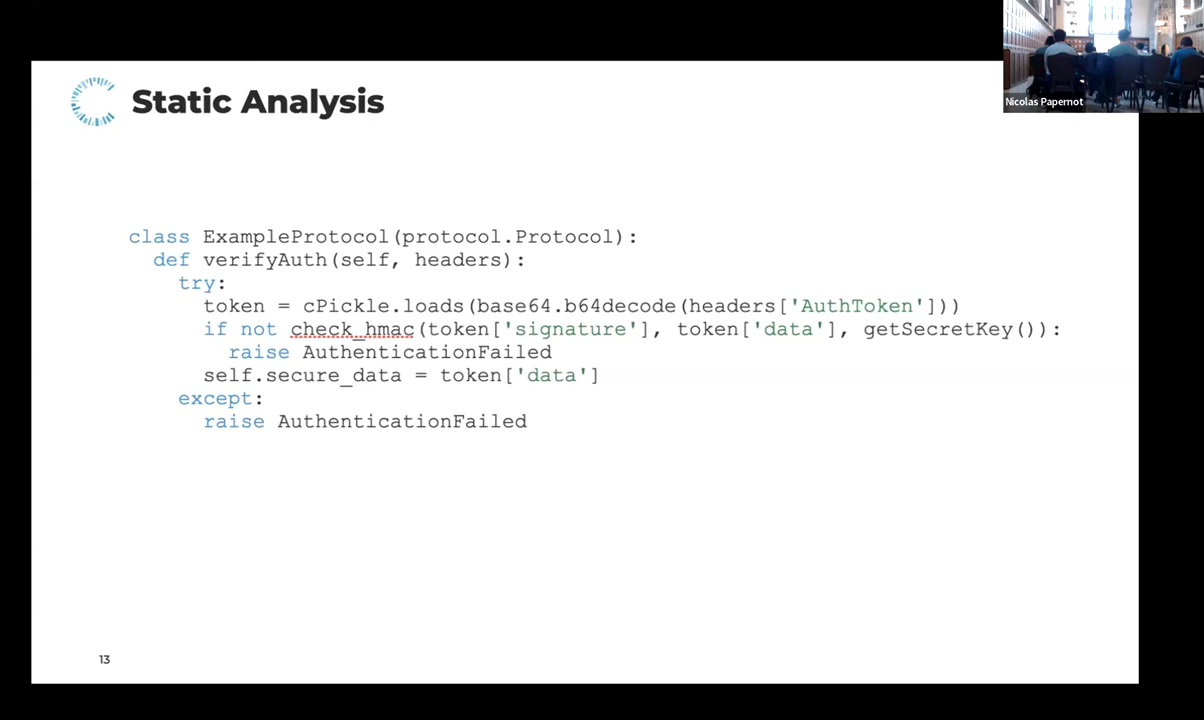 Nicolas Papernot
Static Analysis
class ExampleProtocol(protocol.Protocol):
  def verifyAuth(self, headers):
    try:
      token = cPickle.loads(base64.b64decode(headers['AuthToken']))
      if not check_hmac(token['signature'], token['data'], getSecretKey()):
        raise AuthenticationFailed
      self.secure_data = token['data']
    except:
      raise AuthenticationFailed
13